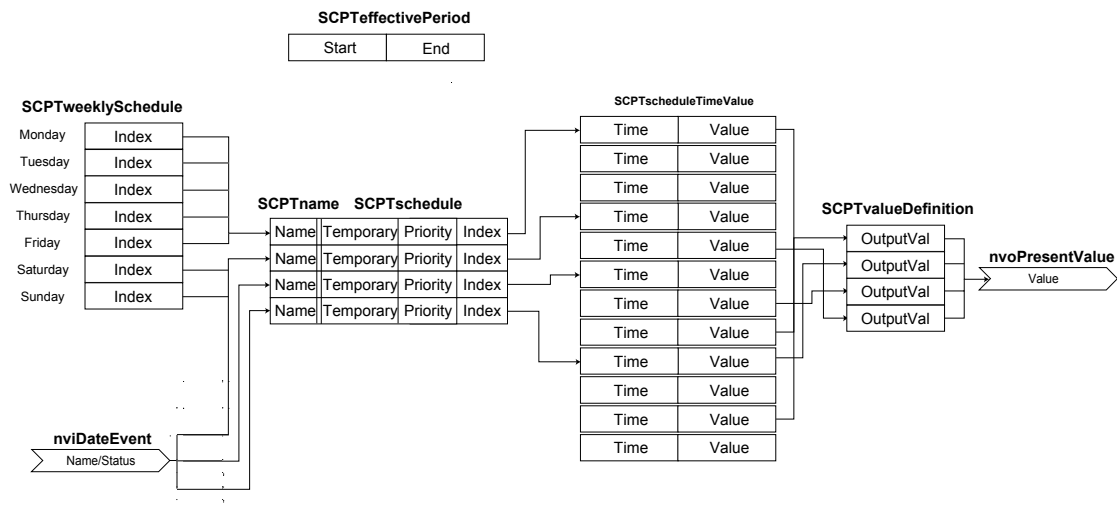 SCPTeffectivePeriod
Start End
SCPTweeklySchedule
Monday Index
Tuesday Index
Wednesday Index
Thursday Index
Friday Index
Saturday Index
Sunday Index
SCPTname SCPTschedule
Name Temporary Priority Index
Name Temporary Priority Index
Name Temporary Priority Index
Name Temporary Priority Index
nviDateEvent
Name/Status
SCPTscheduleTimeValue
Time Value
Time Value
Time Value
Time Value
Time Value
Time Value
Time Value
Time Value
Time Value
Time Value
Time Value
Time Value
SCPTvalueDefinition
OutputVal
OutputVal
OutputVal
OutputVal
nvoPresentValue
Value